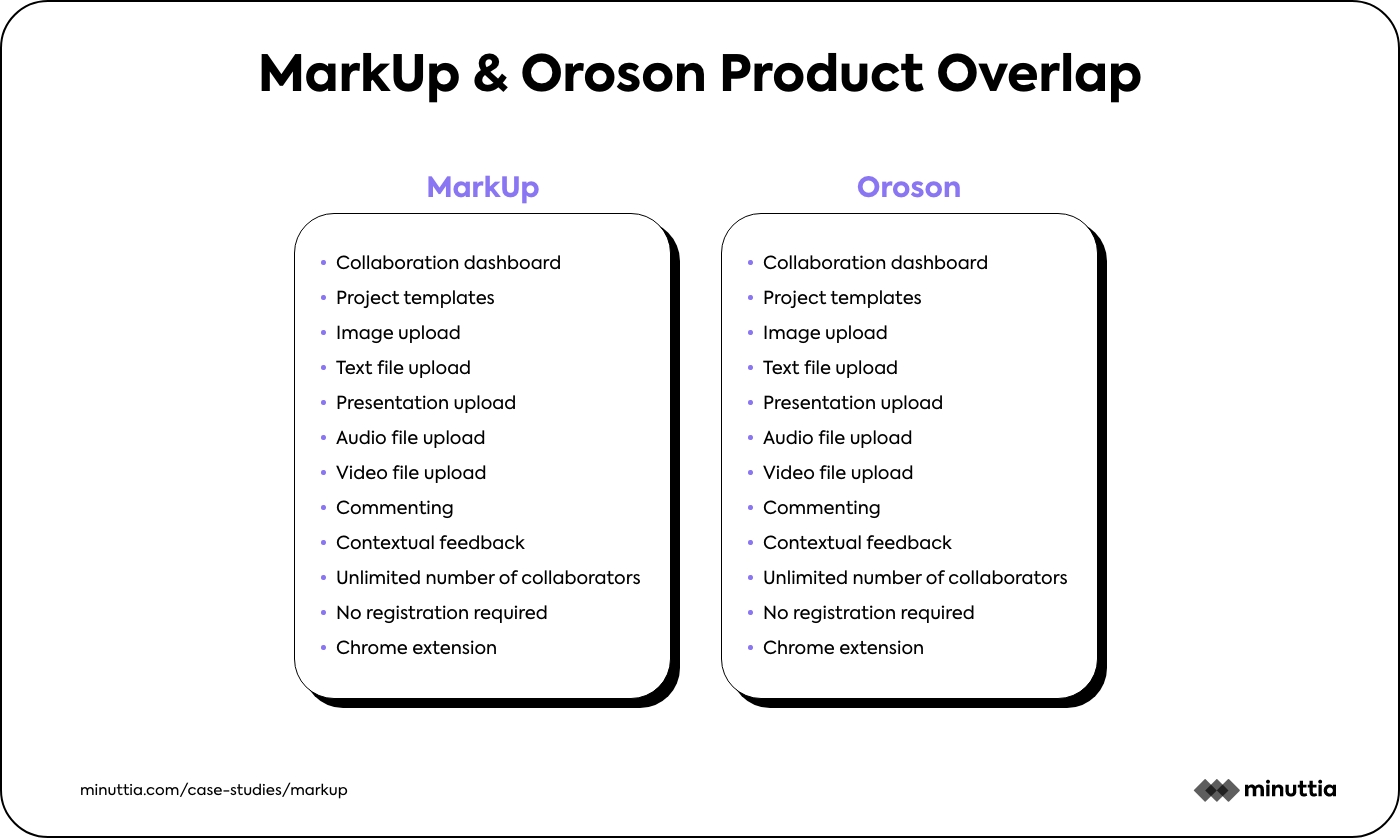 MarkUp & Oroson Product Overlap
MarkUp
Collaboration dashboard
Project templates
Image upload
Text file upload
Presentation upload
Audio file upload
Video file upload
Commenting
Contextual feedback
Unlimited number of collaborators
No registration required
Chrome extension
Oroson
Collaboration dashboard
Project templates
Image upload
Text file upload
Presentation upload
Audio file upload
Video file upload
Commenting
Contextual feedback
Unlimited number of collaborators
No registration required
Chrome extension
minuttia.com/case-studies/markup
minuttia